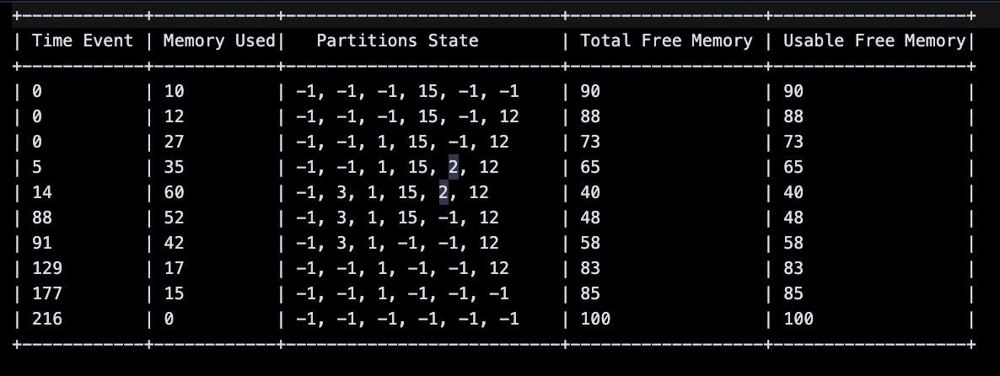 +------------+------------+---------------------------+-------------------+-------------------+
| Time Event | Memory Used|   Partitions State        | Total Free Memory | Usable Free Memory|
+------------+------------+---------------------------+-------------------+-------------------+
| 0          | 10         | -1, -1, -1, 15, -1, -1    | 90                | 90                |
| 0          | 12         | -1, -1, -1, 15, -1, 12    | 88                | 88                |
| 0          | 27         | -1, -1, 1, 15, -1, 12     | 73                | 73                |
| 5          | 35         | -1, -1, 1, 15, 2, 12      | 65                | 65                |
| 14         | 60         | -1, 3, 1, 15, 2, 12       | 40                | 40                |
| 88         | 52         | -1, 3, 1, 15, -1, 12      | 48                | 48                |
| 91         | 42         | -1, 3, 1, -1, -1, 12      | 58                | 58                |
| 129        | 17         | -1, -1, 1, -1, -1, 12     | 83                | 83                |
| 177        | 15         | -1, -1, 1, -1, -1, -1     | 85                | 85                |
| 216        | 0          | -1, -1, -1, -1, -1, -1    | 100               | 100               |
+------------+------------+---------------------------+-------------------+-------------------+